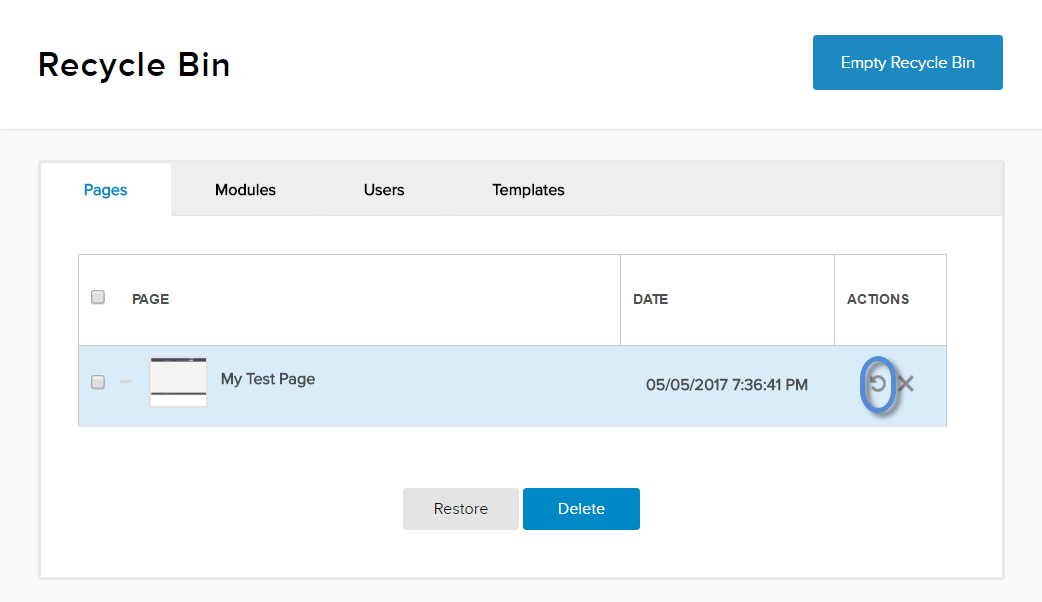 Recycle Bin
Empty Recycle Bin
Pages Modules Users Templates
PAGE DATE ACTIONS
My Test Page 05/05/2017 7:36:41 PM
Restore Delete